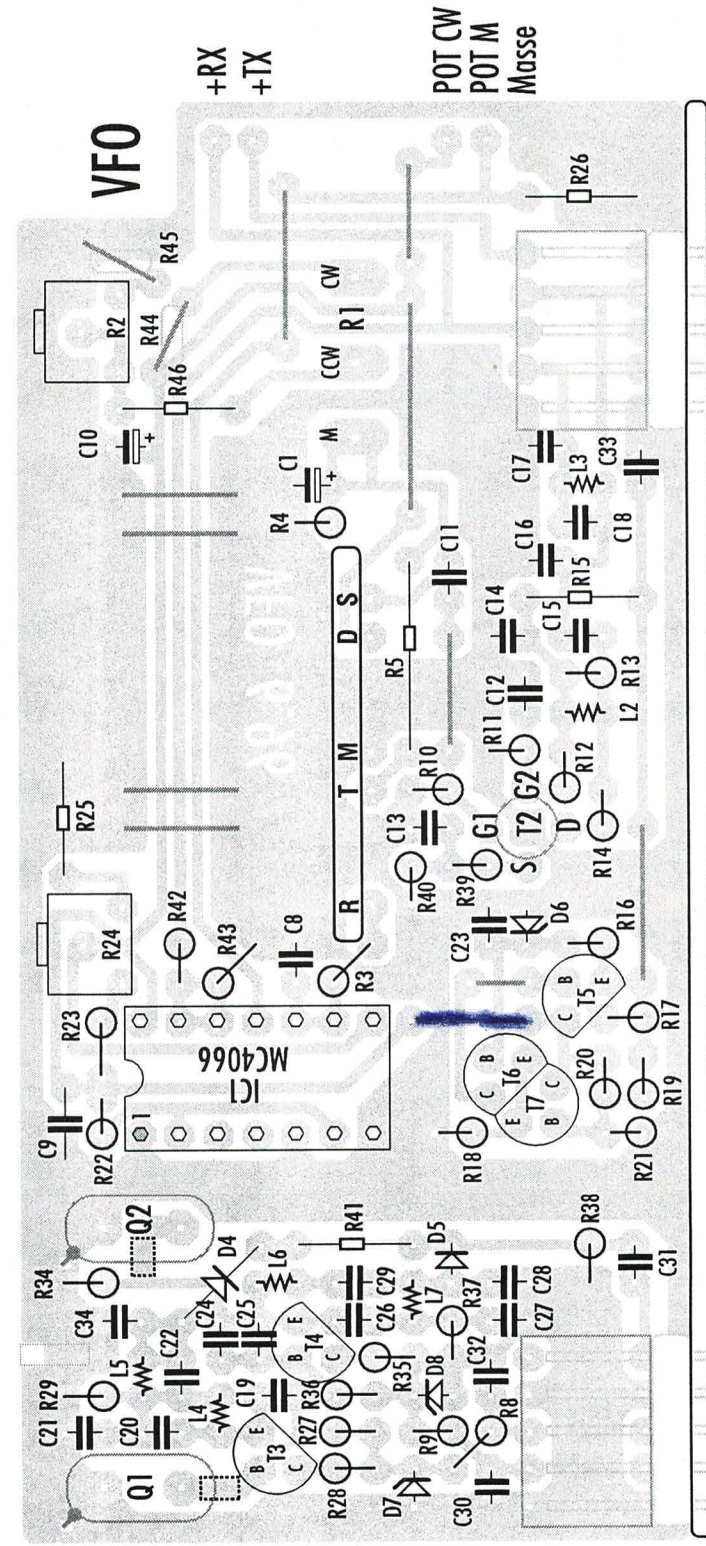 VFO
+RX
+TX
POT CW
POT M
Masse
R45
R2
R44
R46
C10
+
R26
CW
R1
CCW
M
C1
+
R4
C17
L3
C33
C16
C18
R15
C11
C14
C15
R5
C12
R13
L2
R11
R10
G2
R12
C13
G1
T2
D
R14
S
R39
R40
VFO 9.96
R T M D S
R25
R24
R42
R43
C8
R3
C23
D6
R16
B
C T5 E
R17
R23
C9
R22
1
IC1
MC4066
C B
T6 E
E T7 C
B
R18
R20
R19
R21
Q2
R34
D4
R41
L6
C34
C24
C25
C22
L5
R29
C21
C20
L4
C19
E
B T4
C
C26
C29
L7
D5
R37
C28
C27
R38
C31
R35
R36
D8
C32
R27
R9
R8
R28
E
B T3
C
D7
C30
Q1